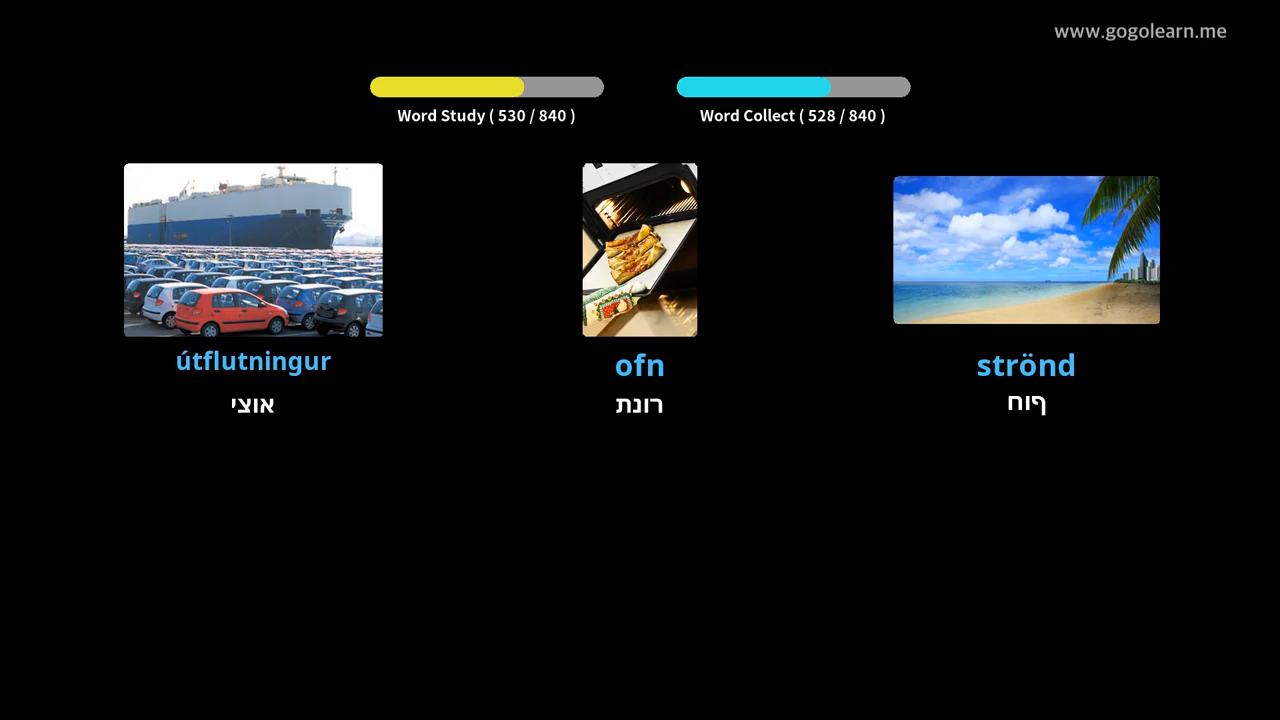 www.gogolearn.me
Word Study ( 530 / 840 )
Word Collect ( 528 / 840 )
útflutningur
אוצי
ofn
רונת
strönd
ףוח